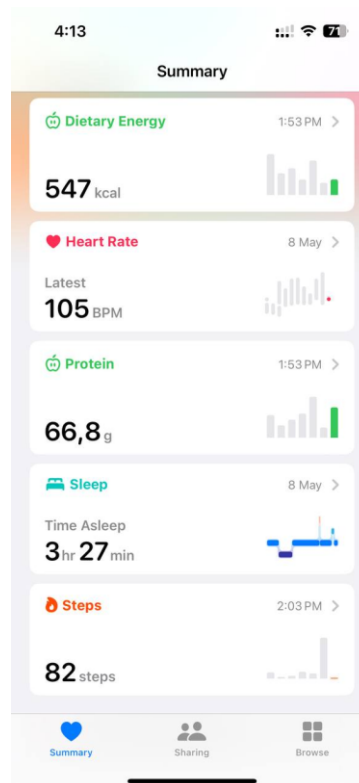 4:13 71
Summary
Dietary Energy 1:53 PM
547 kcal
Heart Rate 8 May
Latest
105 BPM
Protein 1:53 PM
66,8 g
Sleep 8 May
Time Asleep
3 hr 27 min
Steps 2:03 PM
82 steps
Summary Sharing Browse